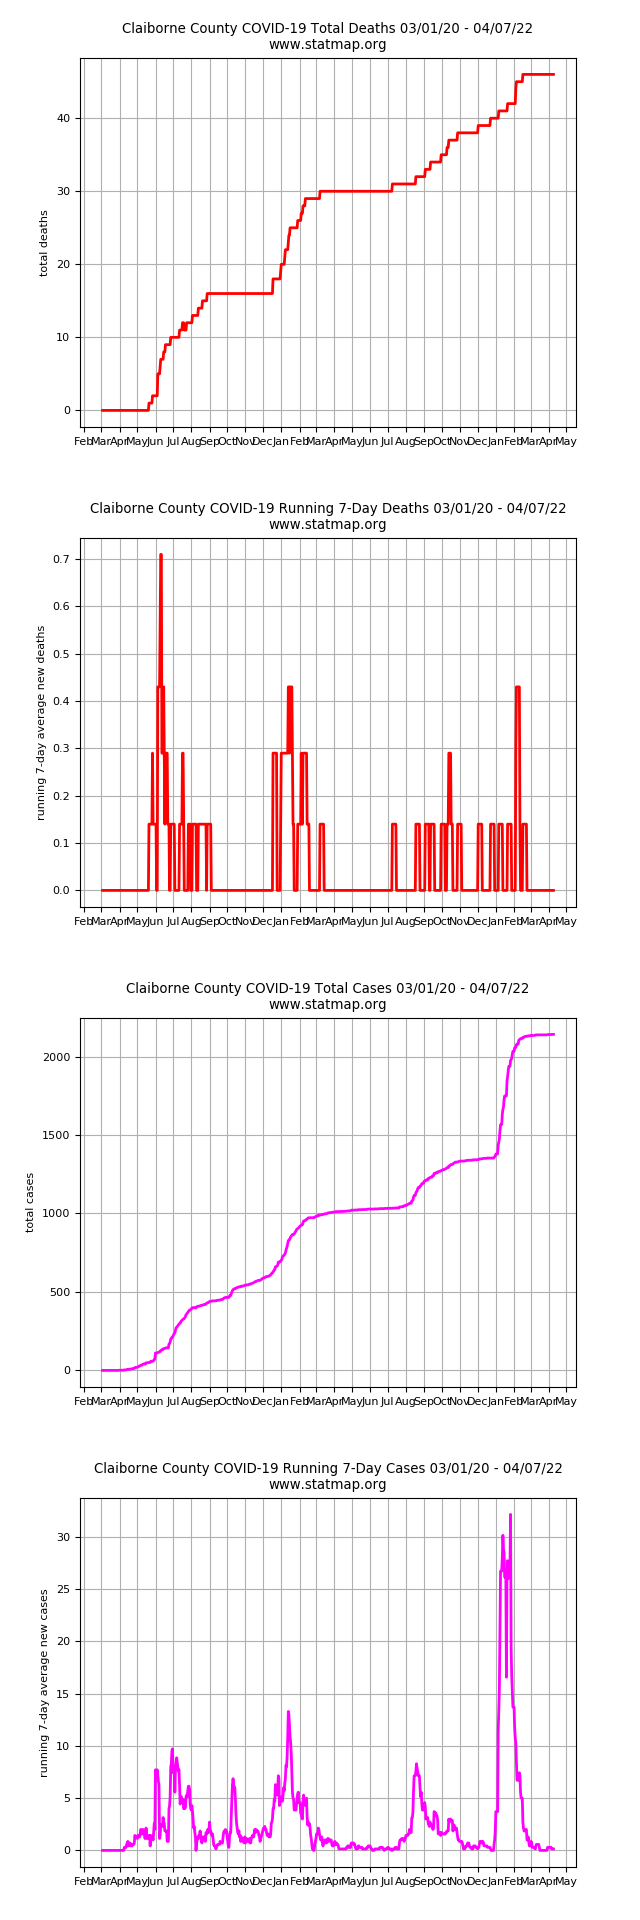 Claiborne County COVID-19 Total Deaths 03/01/20 - 04/07/22
www.statmap.org
40
30
20
10
0
total deaths
Feb Mar Apr May Jun Jul Aug Sep Oct Nov Dec Jan Feb Mar Apr May Jun Jul Aug Sep Oct Nov Dec Jan Feb Mar Apr May
Claiborne County COVID-19 Running 7-Day Deaths 03/01/20 - 04/07/22
www.statmap.org
0.7
0.6
0.5
0.4
0.3
0.2
0.1
0.0
running 7-day average new deaths
Feb Mar Apr May Jun Jul Aug Sep Oct Nov Dec Jan Feb Mar Apr May Jun Jul Aug Sep Oct Nov Dec Jan Feb Mar Apr May
Claiborne County COVID-19 Total Cases 03/01/20 - 04/07/22
www.statmap.org
2000
1500
1000
500
0
total cases
Feb Mar Apr May Jun Jul Aug Sep Oct Nov Dec Jan Feb Mar Apr May Jun Jul Aug Sep Oct Nov Dec Jan Feb Mar Apr May
Claiborne County COVID-19 Running 7-Day Cases 03/01/20 - 04/07/22
www.statmap.org
30
25
20
15
10
5
0
running 7-day average new cases
Feb Mar Apr May Jun Jul Aug Sep Oct Nov Dec Jan Feb Mar Apr May Jun Jul Aug Sep Oct Nov Dec Jan Feb Mar Apr May